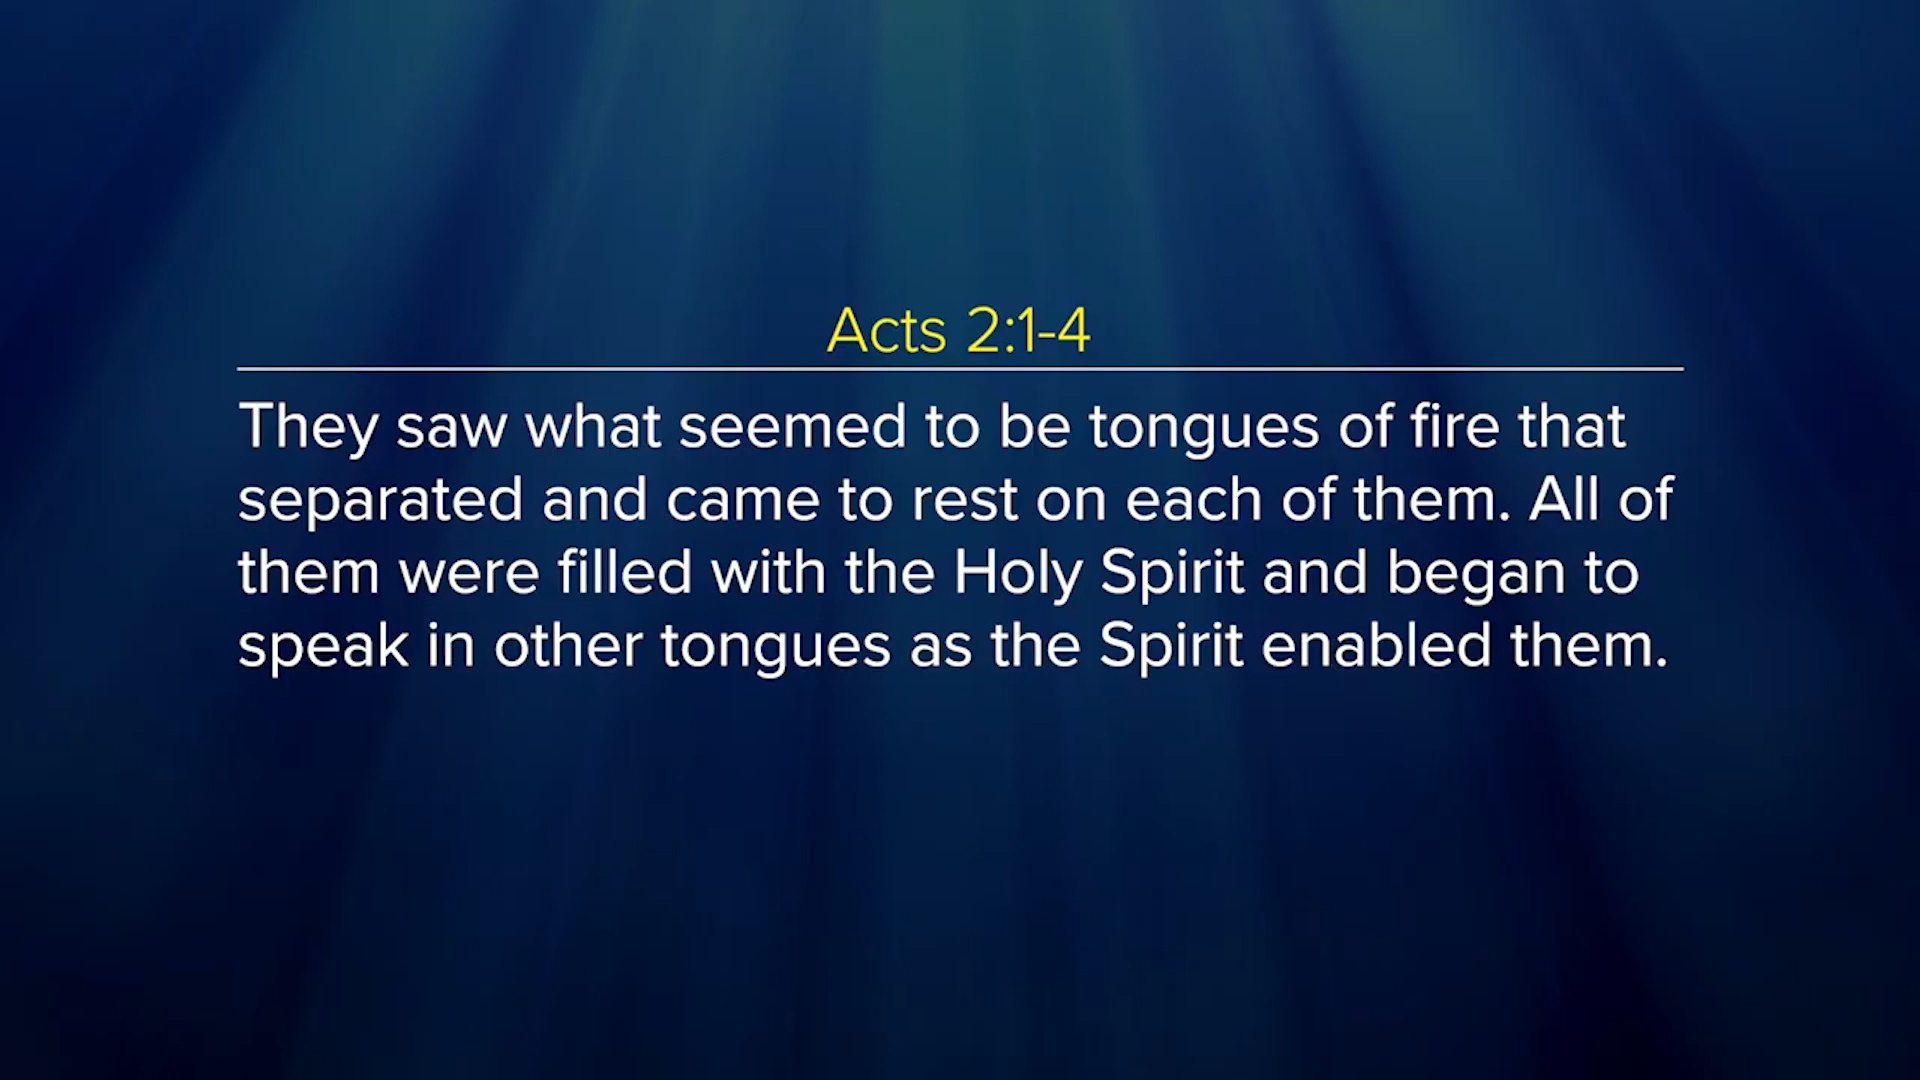 Acts 2:1-4
They saw what seemed to be tongues of fire that
separated and came to rest on each of them. All of
them were filled with the Holy Spirit and began to
speak in other tongues as the Spirit enabled them.